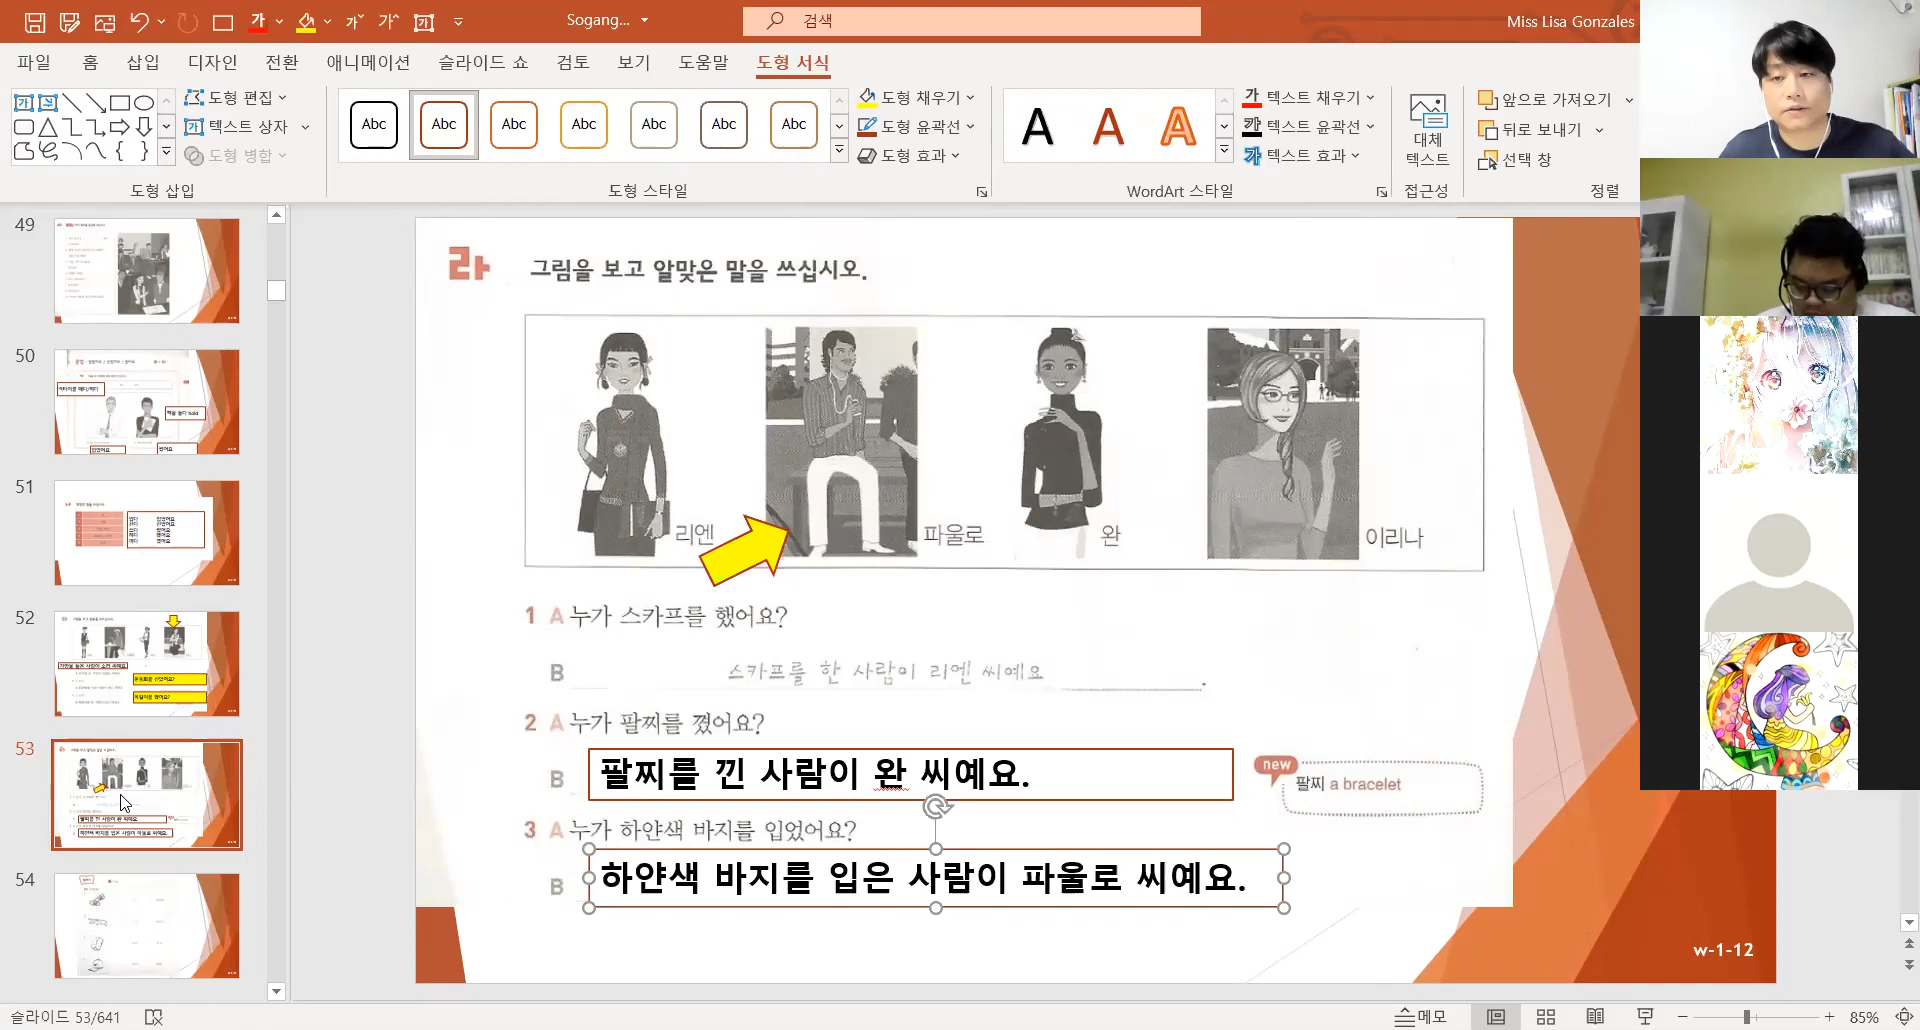 Sogang...
검색
Miss Lisa Gonzales
파일 홈 삽입 디자인 전환 애니메이션 슬라이드 쇼 검토 보기 도움말 도형 서식
도형 편집
텍스트 상자
도형 병합
도형 삽입
Abc Abc Abc Abc Abc Abc Abc
도형 스타일
도형 채우기
도형 윤곽선
도형 효과
A A A
WordArt 스타일
텍스트 채우기
텍스트 윤곽선
텍스트 효과
대체
텍스트
접근성
앞으로 가져오기
뒤로 보내기
선택 창
정렬
49
50
51
52
53
54
라 그림을 보고 알맞은 말을 쓰십시오.
리엔
파울로
완
이리나
1 A 누가 스카프를 했어요?
B 스카프를 한 사람이 리엔 씨예요.
2 A 누가 팔찌를 꼈어요?
B 팔찌를 낀 사람이 완 씨예요.
new
팔찌 a bracelet
3 A 누가 하얀색 바지를 입었어요?
B 하얀색 바지를 입은 사람이 파울로 씨예요.
w-1-12
슬라이드 53/641
메모
85%